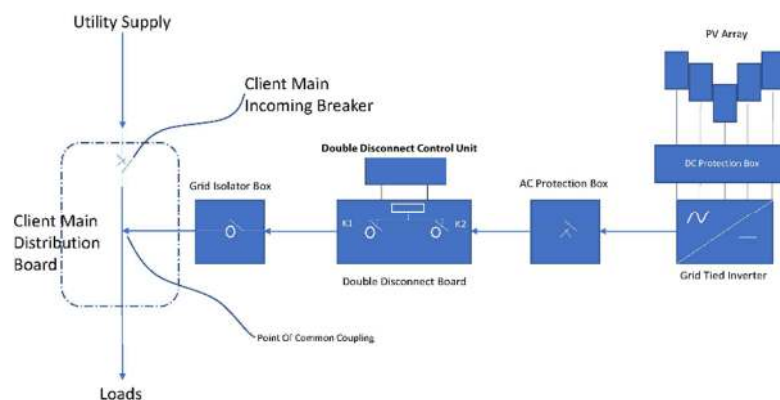 Utility Supply
PV Array
Client Main
Incoming Breaker
Double Disconnect Control Unit
DC Protection Box
Grid Isolator Box
AC Protection Box
K1
K2
Client Main
Distribution
Board
Double Disconnect Board
Grid Tied Inverter
Point Of Common Coupling
Loads